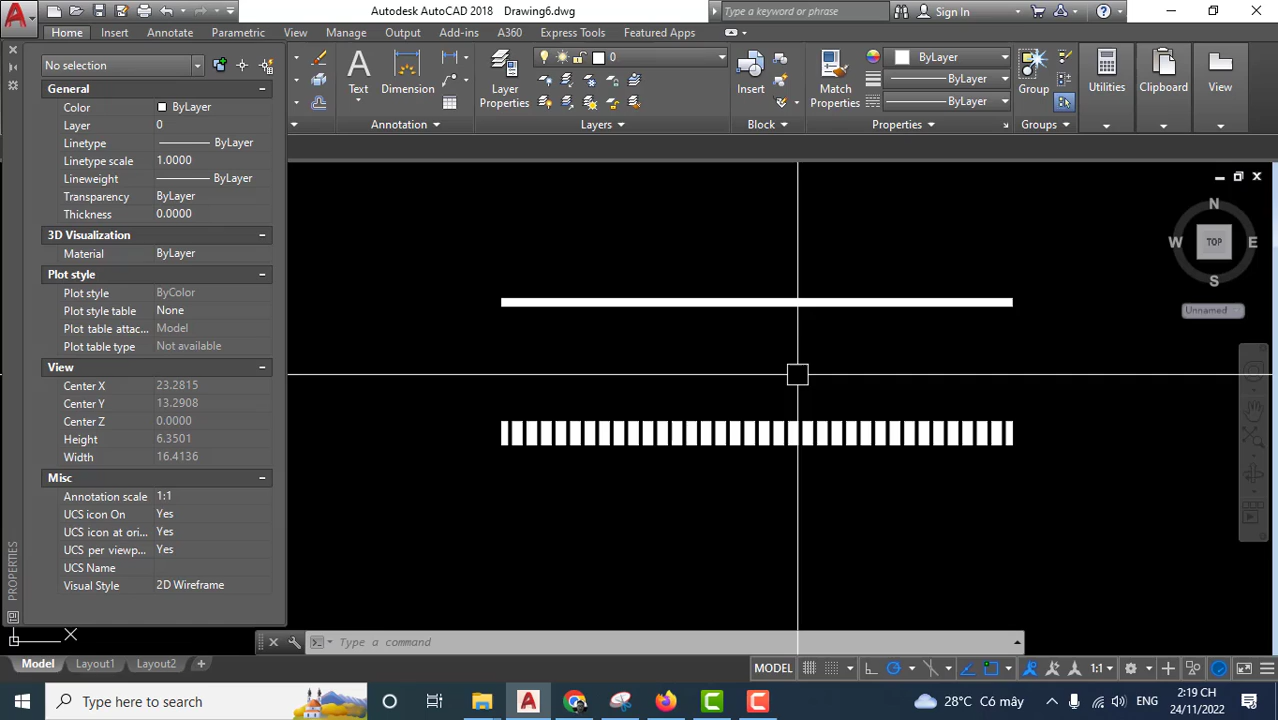 Autodesk AutoCAD 2018 Drawing6.dwg
Type a keyword or phrase
Sign In
Home Insert Annotate Parametric View Manage Output Add-ins A360 Express Tools Featured Apps
No selection
General
Color ByLayer
Layer 0
Linetype ByLayer
Linetype scale 1.0000
Lineweight ByLayer
Transparency ByLayer
Thickness 0.0000
3D Visualization
Material ByLayer
Plot style
Plot style ByColor
Plot style table None
Plot table attac... Model
Plot table type Not available
View
Center X 23.2815
Center Y 13.2908
Center Z 0.0000
Height 6.3501
Width 16.4136
Misc
Annotation scale 1:1
UCS icon On Yes
UCS icon at ori... Yes
UCS per viewp... Yes
UCS Name
Visual Style 2D Wireframe
PROPERTIES
Text
Dimension
Annotation
Layer Properties
0
Layers
Insert
Block
Match Properties
ByLayer
ByLayer
ByLayer
Properties
Group
Groups
Utilities
Clipboard
View
N
W TOP E
S
Unnamed
X
Type a command
Model Layout1 Layout2
MODEL
1:1
Type here to search
28°C Có mây
ENG
2:19 CH
24/11/2022